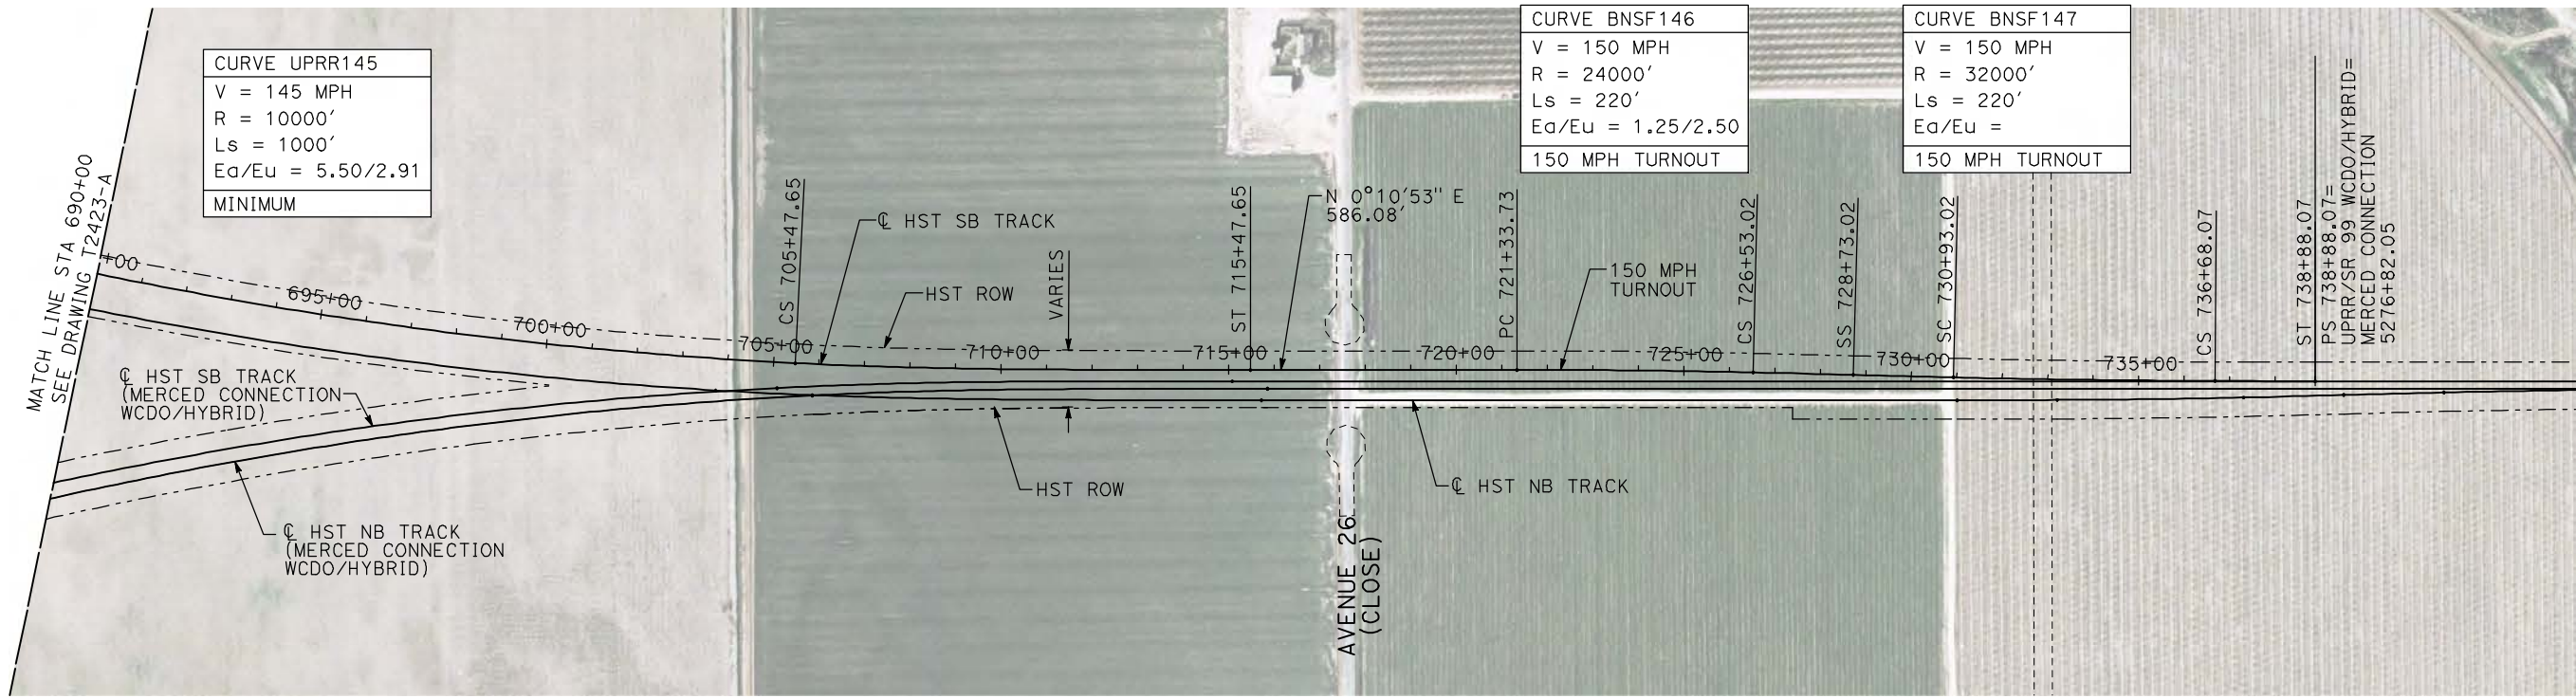 CURVE UPRR145
V = 145 MPH
R = 10000′
Ls = 1000′
Ea/Eu = 5.50/2.91
MINIMUM
CURVE BNSF146
V = 150 MPH
R = 24000′
Ls = 220′
Ea/Eu = 1.25/2.50
150 MPH TURNOUT
CURVE BNSF147
V = 150 MPH
R = 32000′
Ls = 220′
Ea/Eu =
150 MPH TURNOUT
MATCH LINE STA 690+00
SEE DRAWING T2423-A
+00
695+00
700+00
705+00
710+00
715+00
720+00
725+00
730+00
735+00
CS 705+47.65
℄ HST SB TRACK
HST ROW
VARIES
ST 715+47.65
N 0°10′53" E
586.08′
PC 721+33.73
150 MPH
TURNOUT
CS 726+53.02
SS 728+73.02
SC 730+93.02
CS 736+68.07
ST 738+88.07
PS 738+88.07=
UPRR/SR 99 WCDO/HYBRID=
MERCED CONNECTION
5276+82.05
℄ HST SB TRACK
(MERCED CONNECTION
WCDO/HYBRID)
℄ HST NB TRACK
(MERCED CONNECTION
WCDO/HYBRID)
HST ROW
℄ HST NB TRACK
AVENUE 26
(CLOSE)